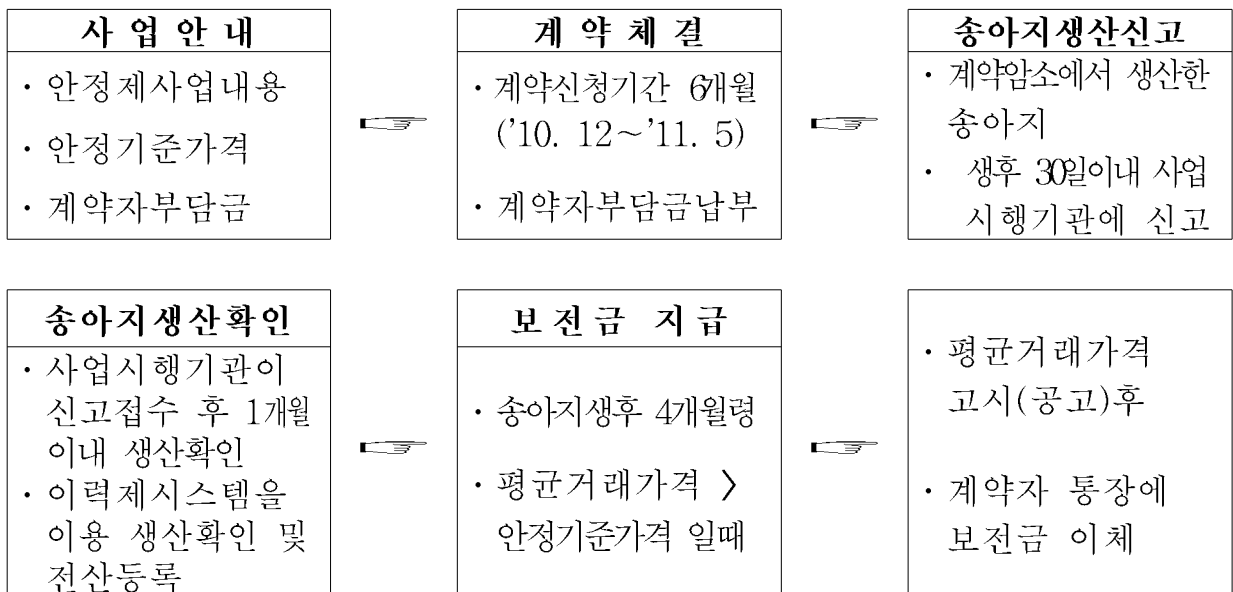 사 업 안 내
· 안정제사업내용
· 안정기준가격
· 계약자부담금
계 약 체 결
· 계약신청기간 6개월
('10. 12～'11. 5)
· 계약자부담금납부
송아지생산신고
· 계약암소에서 생산한
송아지
· 생후 30일이내 사업
시행기관에 신고
송아지생산확인
· 사업시행기관이
신고접수 후 1개월
이내 생산확인
· 이력제시스템을
이용 생산확인 및
전산등록
보전금 지급
· 송아지생후 4개월령
· 평균거래가격 〉
안정기준가격 일때
· 평균거래가격
고시(공고)후
· 계약자 통장에
보전금 이체